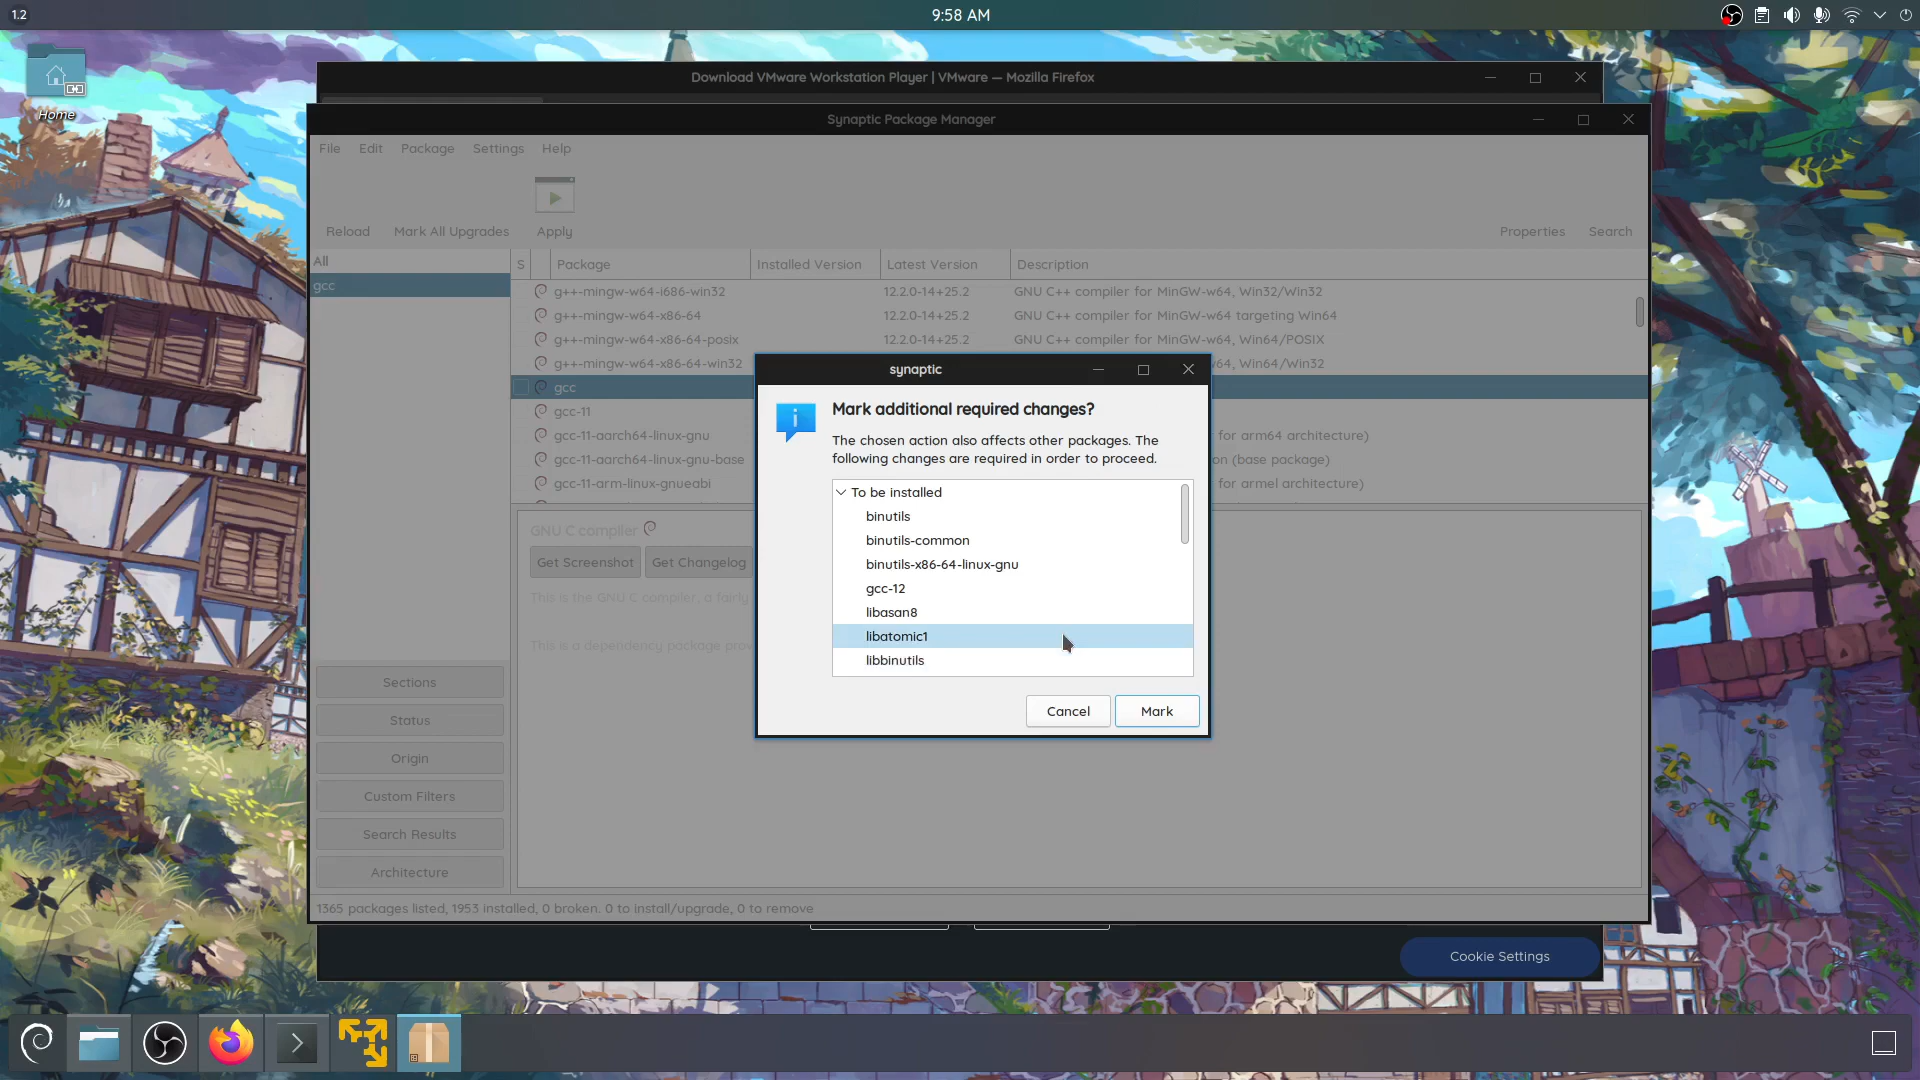 1.2
9:58 AM
Home
Download VMware Workstation Player | VMware — Mozilla Firefox
Synaptic Package Manager
File Edit Package Settings Help
Reload Mark All Upgrades Apply Properties Search
All
gcc
S Package Installed Version Latest Version Description
g++-mingw-w64-i686-win32 12.2.0-14+25.2 GNU C++ compiler for MinGW-w64, Win32/Win32
g++-mingw-w64-x86-64 12.2.0-14+25.2 GNU C++ compiler for MinGW-w64 targeting Win64
g++-mingw-w64-x86-64-posix 12.2.0-14+25.2 GNU C++ compiler for MinGW-w64, Win64/POSIX
g++-mingw-w64-x86-64-win32 w64, Win64/Win32
gcc
gcc-11
gcc-11-aarch64-linux-gnu for arm64 architecture)
gcc-11-aarch64-linux-gnu-base on (base package)
gcc-11-arm-linux-gnueabi for armel architecture)
GNU C compiler
Get Screenshot Get Changelog
This is the GNU C compiler, a fairly
This is a dependency package prov
synaptic
Mark additional required changes?
The chosen action also affects other packages. The
following changes are required in order to proceed.
To be installed
binutils
binutils-common
binutils-x86-64-linux-gnu
gcc-12
libasan8
libatomic1
libbinutils
Cancel Mark
Sections
Status
Origin
Custom Filters
Search Results
Architecture
1365 packages listed, 1953 installed, 0 broken. 0 to install/upgrade, 0 to remove
Cookie Settings